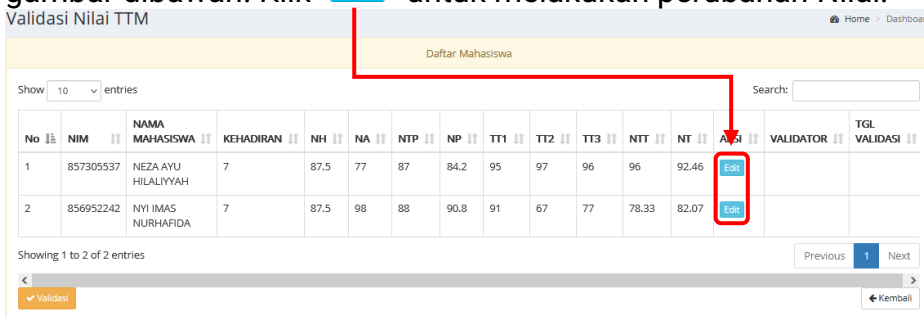 gambar dibawah. Klik untuk melakukan perubahan Nilai.
Validasi Nilai TTM
Home > Dashboar
Daftar Mahasiswa
Show 10 entries
Search:
No NIM NAMA MAHASISWA KEHADIRAN NH NA NTP NP TT1 TT2 TT3 NTT NT AKSI VALIDATOR TGL VALIDASI
1 857305537 NEZA AYU HILALIYYAH 7 87.5 77 87 84.2 95 97 96 96 92.46 Edit
2 856952242 NYI IMAS NURHAFIDA 7 87.5 98 88 90.8 91 67 77 78.33 82.07 Edit
Showing 1 to 2 of 2 entries
Previous 1 Next
Validasi
Kembali